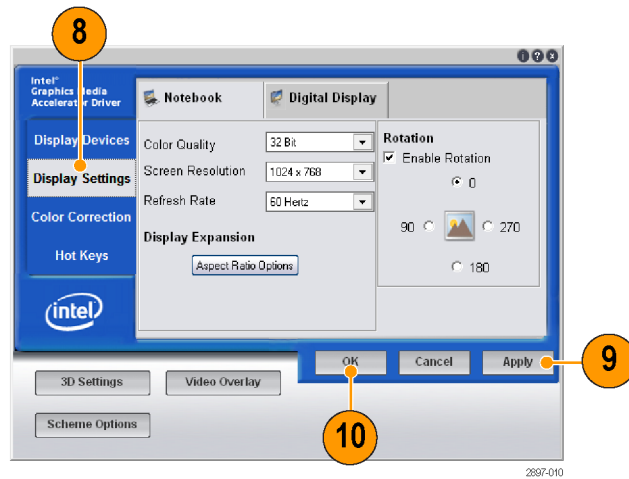 8
Intel®
Graphics Media
Accelerator Driver
Notebook
Digital Display
Display Devices
Display Settings
Color Correction
Hot Keys
intel
Color Quality
32 Bit
Screen Resolution
1024 x 768
Refresh Rate
60 Hertz
Display Expansion
Aspect Ratio Options
Rotation
Enable Rotation
0
90
270
180
OK
Cancel
Apply
9
3D Settings
Video Overlay
Scheme Options
10
2897-010